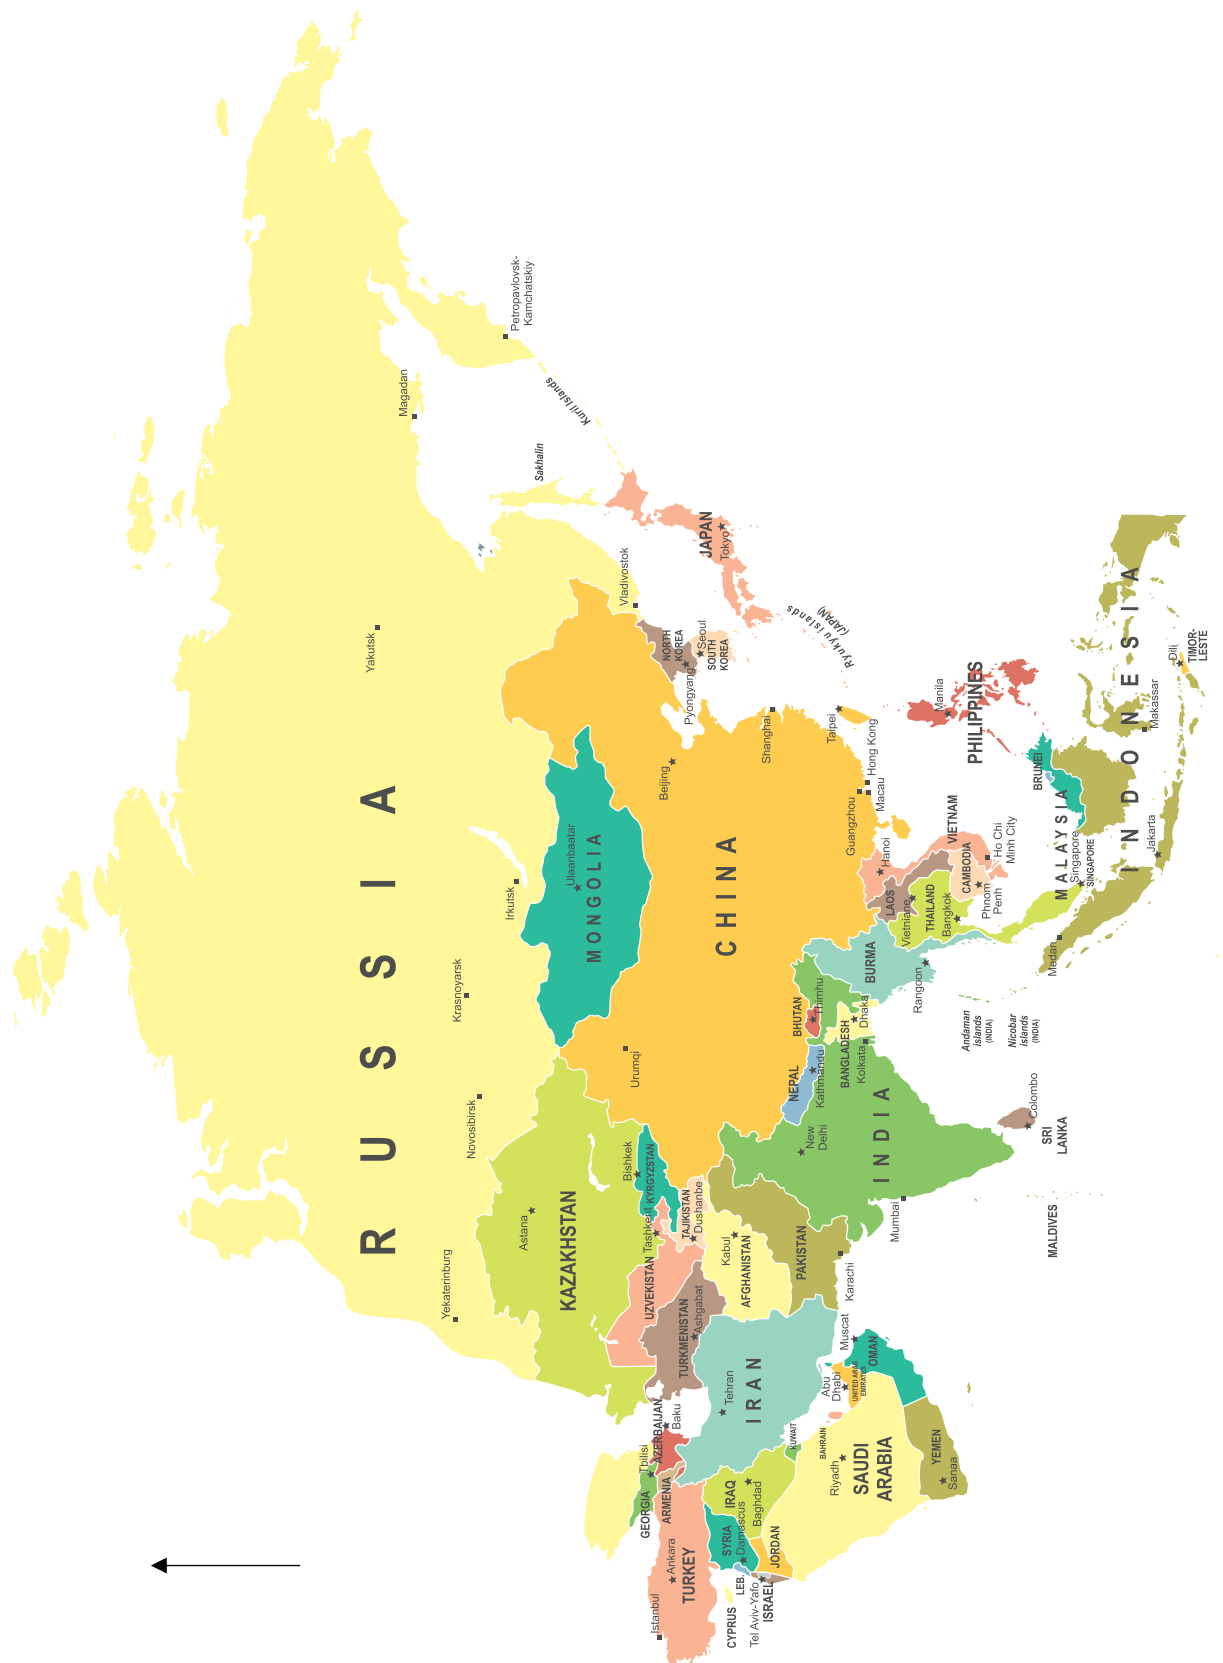 R U S S I A
Yekaterinburg
Novosibirsk
Krasnoyarsk
Irkutsk
Yakutsk
Magadan
Petropavlovsk-
Kamchatskiy
Kuril Islands
Sakhalin
Vladivostok
KAZAKHSTAN
Astana
MONGOLIA
Ulaanbaatar
CHINA
Urumqi
Beijing
Shanghai
Guangzhou
Hong Kong
Macau
Taipei
NORTH
KOREA
Pyongyang
SOUTH
KOREA
Seoul
JAPAN
Tokyo
Ryukyu islands
(JAPAN)
Bishkek
KYRGYZSTAN
UZVEKISTAN
Tashkent
TAJIKISTAN
Dushanbe
TURKMENISTAN
Ashgabat
AFGHANISTAN
Kabul
PAKISTAN
Karachi
GEORGIA
Tbilisi
ARMENIA
AZERBAIJAN
Baku
TURKEY
Istanbul
Ankara
CYPRUS
SYRIA
Damascus
LEB.
Tel Aviv-Yafo
ISRAEL
JORDAN
IRAQ
Baghdad
IRAN
Tehran
KUWAIT
BAHRAIN
SAUDI
ARABIA
Riyadh
Abu
Dhabi
UNITED ARAB
EMIRATES
Muscat
OMAN
YEMEN
Sanaa
INDIA
New
Delhi
Mumbai
Kolkata
NEPAL
Kathmandu
BHUTAN
Thimhu
BANGLADESH
Dhaka
SRI
LANKA
Colombo
MALDIVES
Andaman
islands
(INDIA)
Nicobar
islands
(INDIA)
BURMA
Rangoon
LAOS
Vietniane
THAILAND
Bangkok
CAMBODIA
Phnom
Penh
VIETNAM
Hanoi
Ho Chi
Minh City
PHILIPPINES
Manila
BRUNEI
MALAYSIA
Singapore
SINGAPORE
INDONESIA
Medan
Jakarta
Makassar
Dili
TIMOR-
LESTE